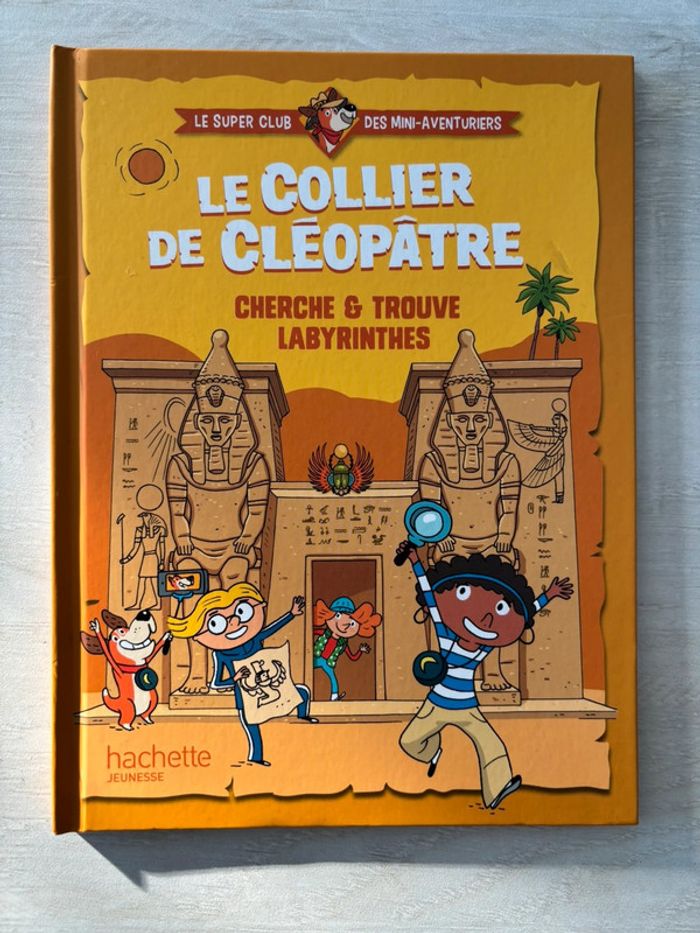 LE SUPER CLUB DES MINI-AVENTURIERS
LE COLLIER
DE CLÉOPÂTRE
CHERCHE & TROUVE
LABYRINTHES
hachette
JEUNESSE